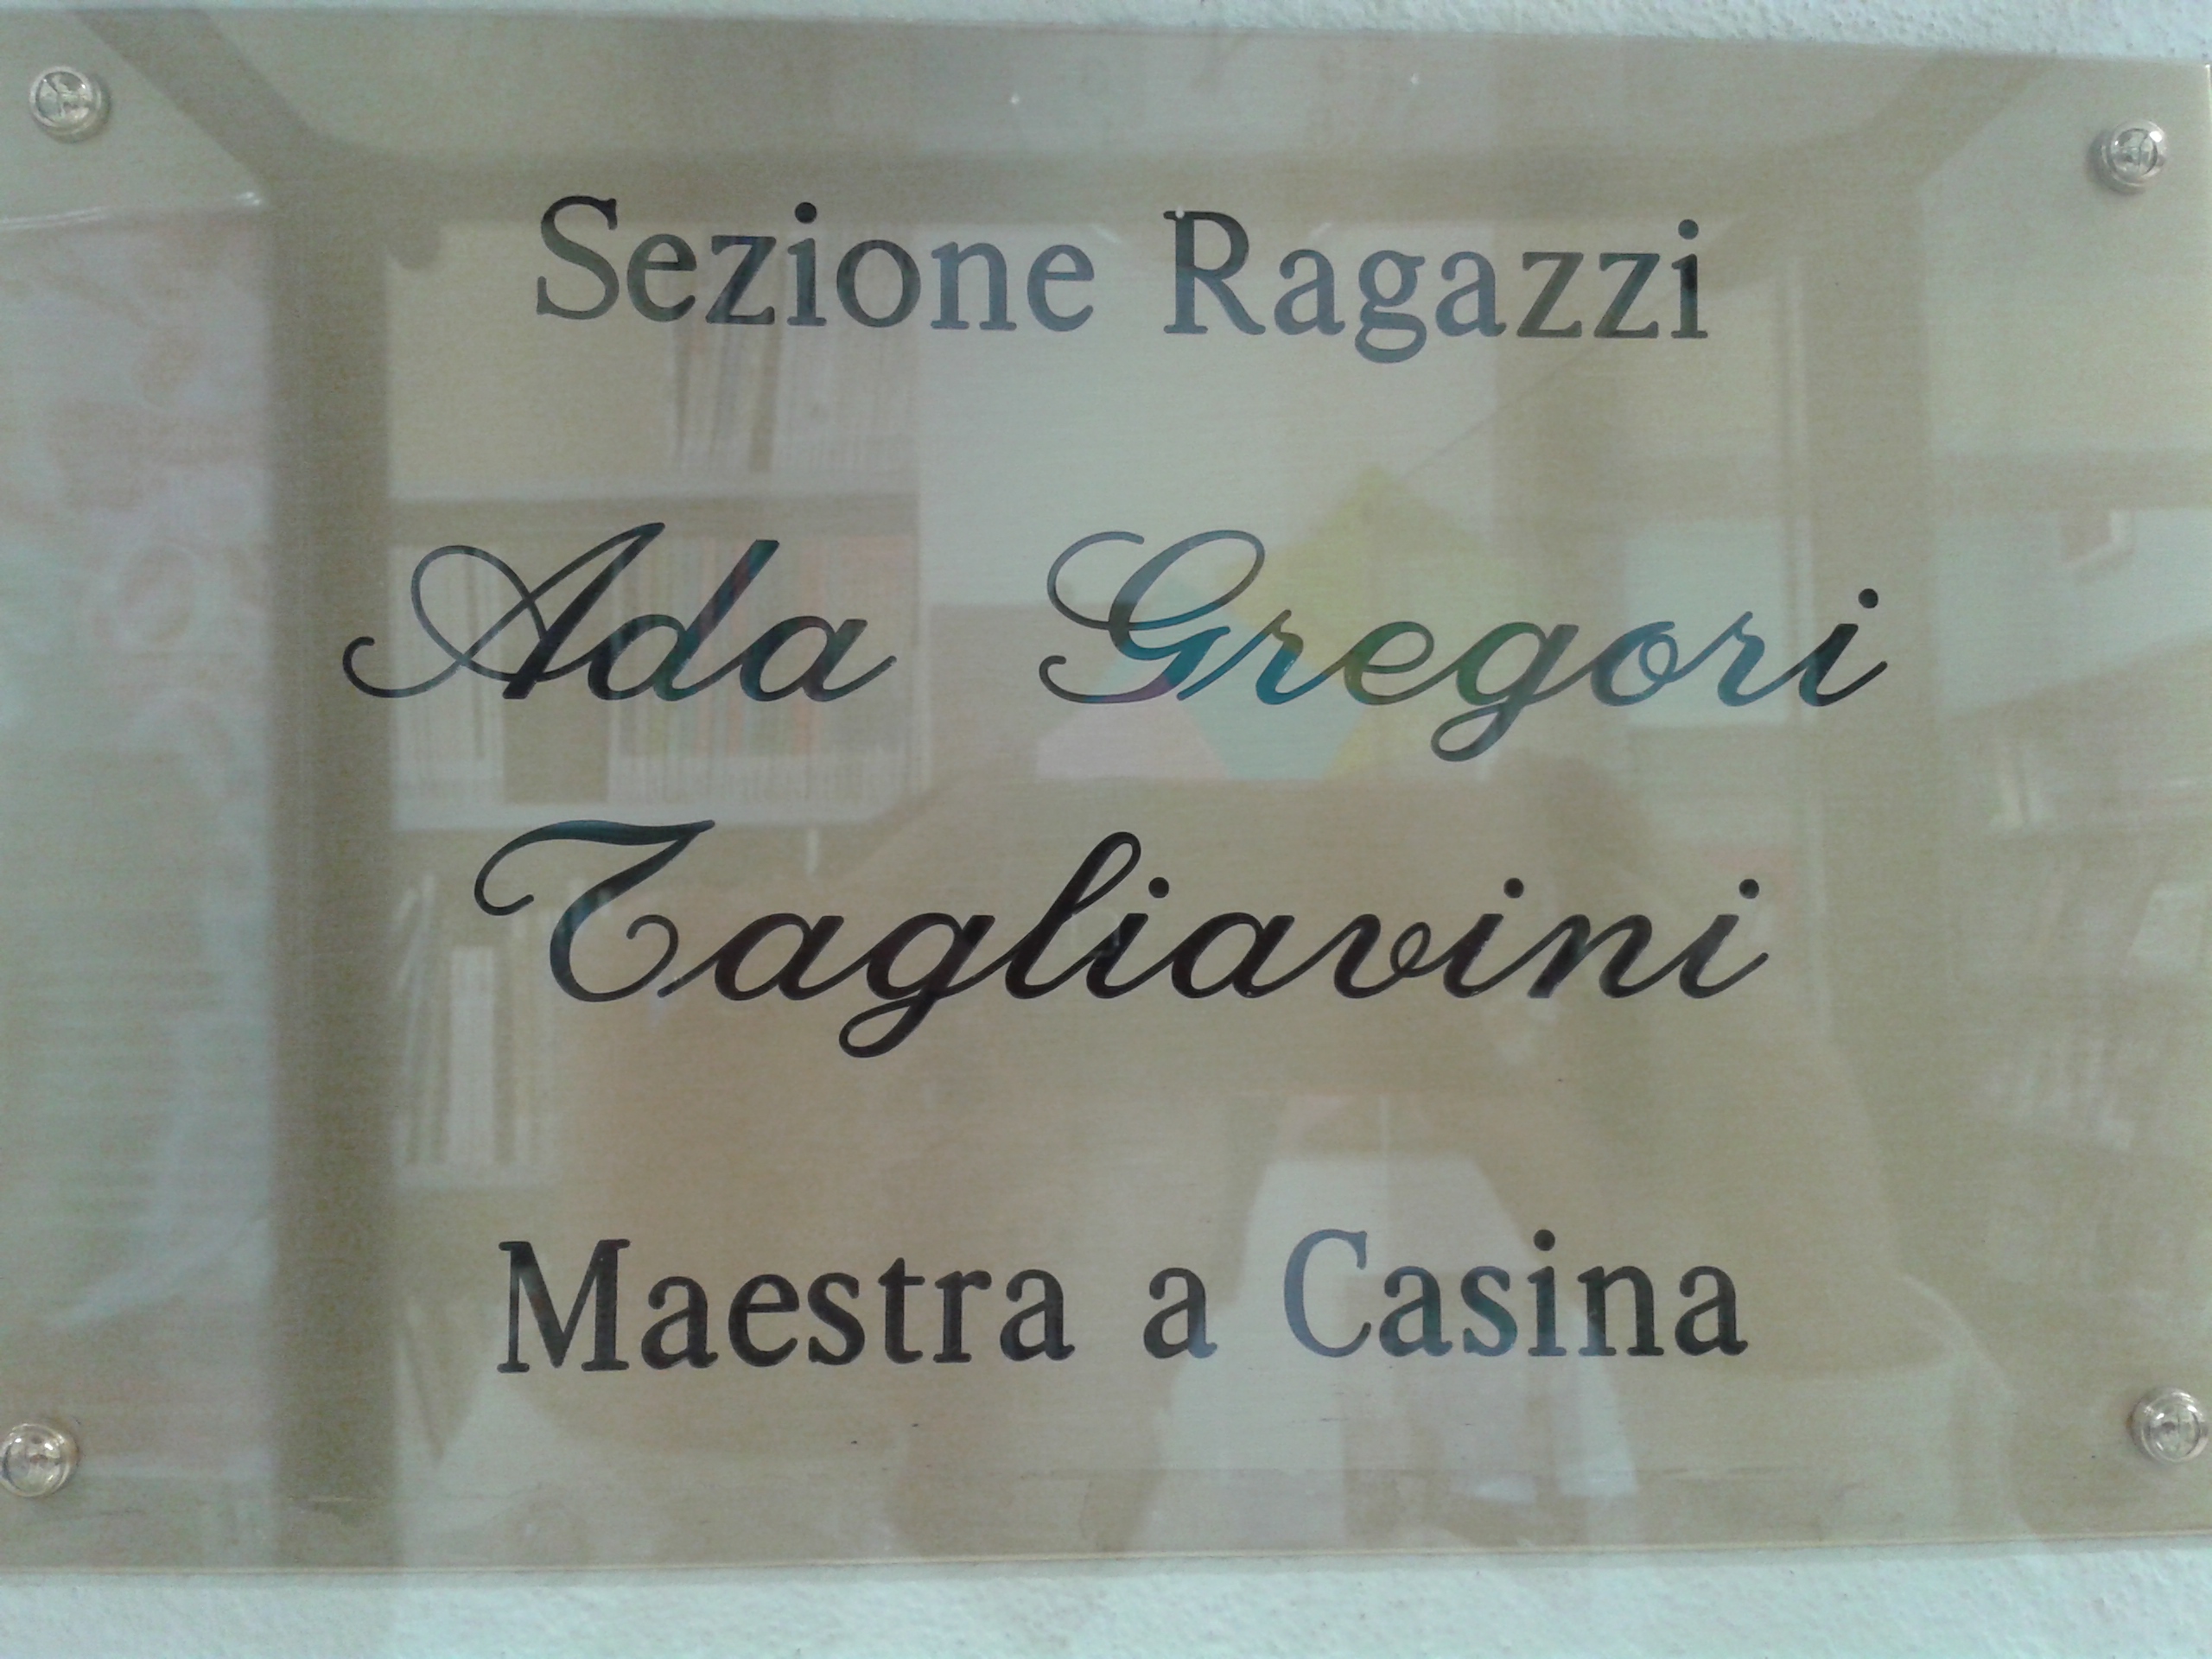 Sezione Ragazzi
Ada Gregori
Tagliavini
Maestra a Casina